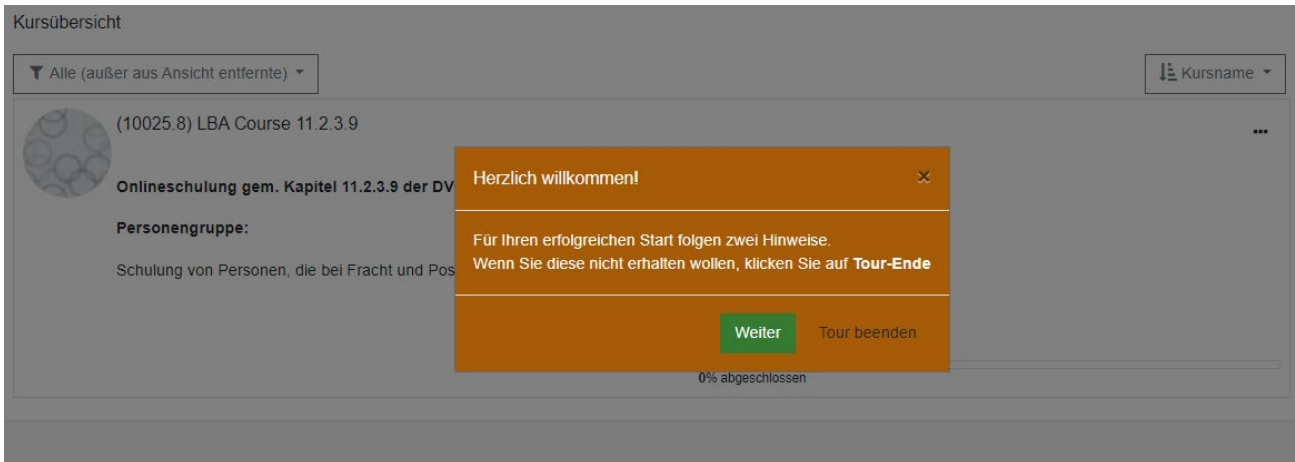 Kursübersicht
Alle (außer aus Ansicht entfernte)
Kursname
(10025.8) LBA Course 11.2.3.9
Onlineschulung gem. Kapitel 11.2.3.9 der DV
Personengruppe:
Schulung von Personen, die bei Fracht und Pos
Herzlich willkommen!
Für Ihren erfolgreichen Start folgen zwei Hinweise.
Wenn Sie diese nicht erhalten wollen, klicken Sie auf Tour-Ende
Weiter Tour beenden
0% abgeschlossen